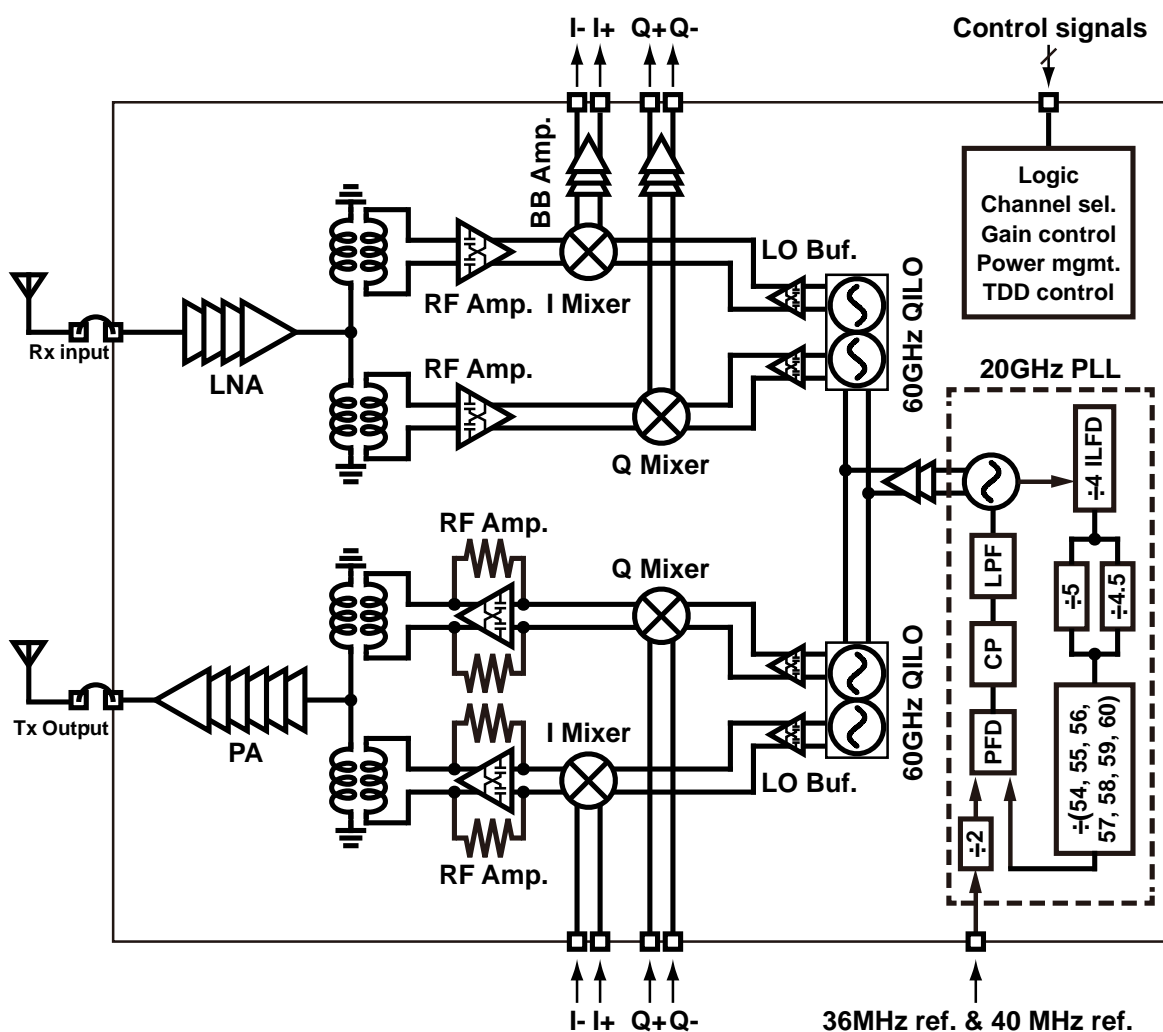 I- I+ Q+ Q-
Control signals
BB Amp.
Logic
Channel sel.
Gain control
Power mgmt.
TDD control
RF Amp.
I Mixer
LO Buf.
60GHz QILO
Rx input
LNA
RF Amp.
Q Mixer
20GHz PLL
÷4 ILFD
LPF
÷5
÷4.5
CP
PFD
÷(54, 55, 56,
57, 58, 59, 60)
÷2
RF Amp.
Q Mixer
Tx Output
PA
I Mixer
60GHz QILO
LO Buf.
RF Amp.
I- I+ Q+ Q-
36MHz ref. & 40 MHz ref.